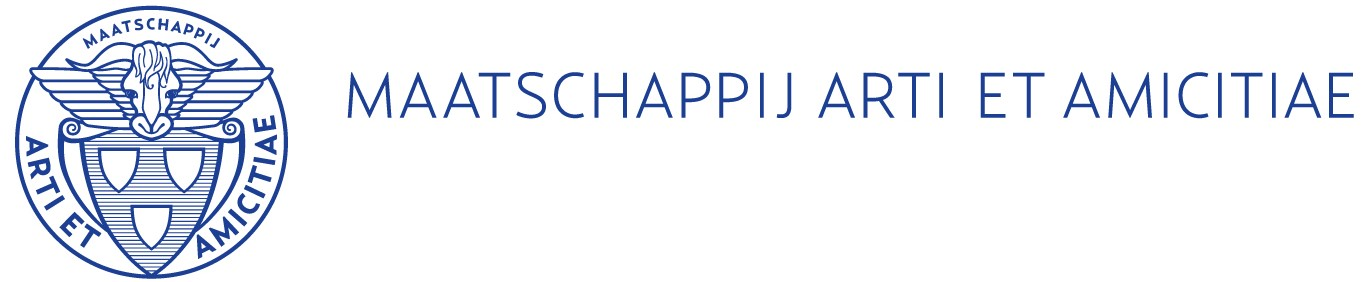 MAATSCHAPPIJ
ARTI ET AMICITIAE
MAATSCHAPPIJ ARTI ET AMICITIAE